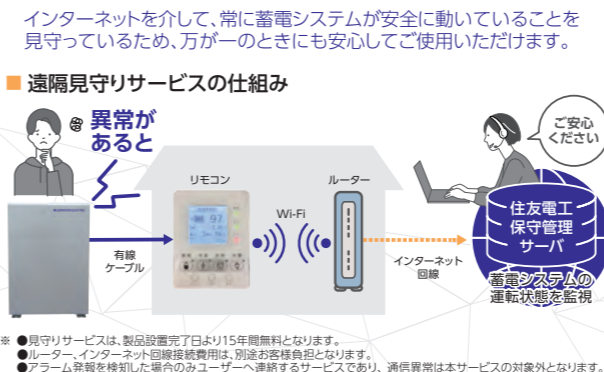 インターネットを介して、常に蓄電システムが安全に動いていることを
見守っているため、万が一のときにも安心してご使用いただけます。
■ 遠隔見守りサービスの仕組み
異常が
あると
ご安心
ください
リモコン
ルーター
97
Wi-Fi
住友電工
保守管理
サーバ
有線
ケーブル
インターネット
回線
蓄電システムの
運転状態を監視
※ ●見守りサービスは、製品設置完了日より15年間無料となります。
●ルーター、インターネット回線接続費用は、別途お客様負担となります。
●アラーム発報を検知した場合のみユーザーへ連絡するサービスであり、通信異常は本サービスの対象外となります。